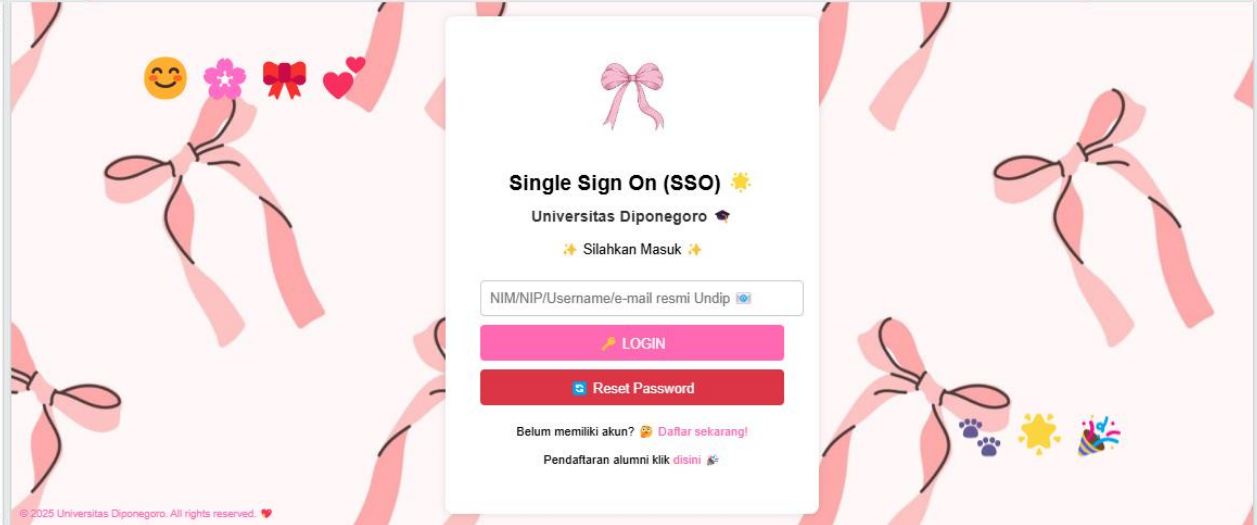 Single Sign On (SSO) 🌟
Universitas Diponegoro 🎓
✨ Silahkan Masuk ✨
NIM/NIP/Username/e-mail resmi Undip 📧
🔑 LOGIN
🔄 Reset Password
Belum memiliki akun? 🤔 Daftar sekarang!
Pendaftaran alumni klik disini 🎉
© 2025 Universitas Diponegoro. All rights reserved. 💖